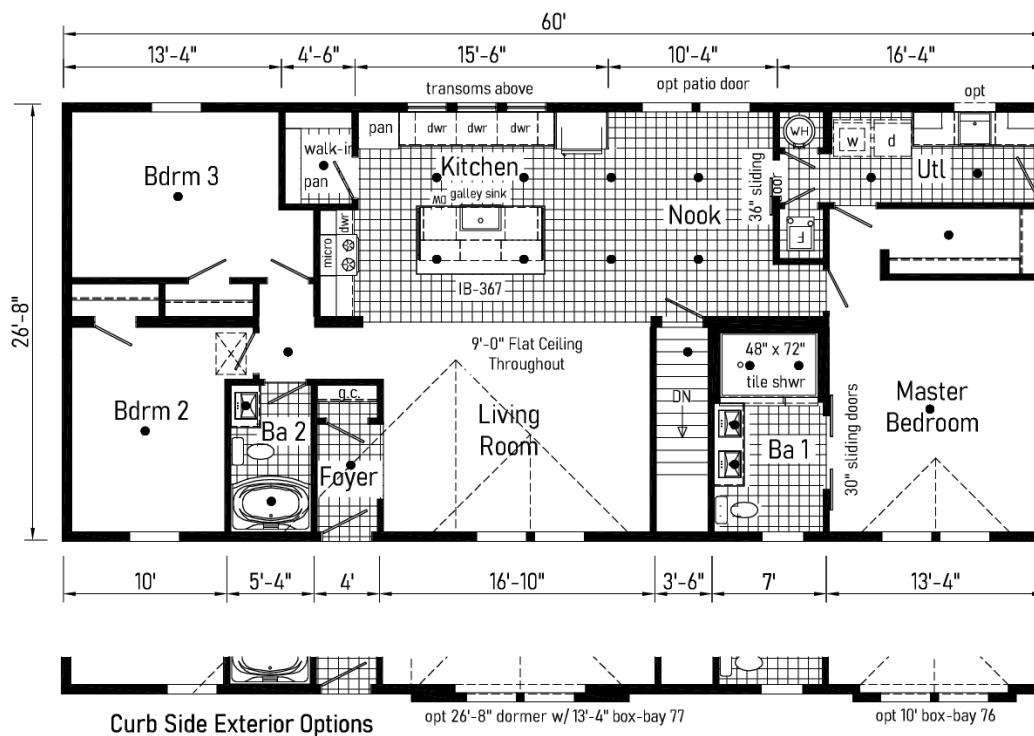 60'
13'-4"
4'-6"
15'-6"
10'-4"
16'-4"
transoms above
opt patio door
opt
26'-8"
Bdrm 3
walk-in
pan
pan
dwr
dwr
dwr
Kitchen
galley sink
DW
dwr
micro
IB-367
Nook
36" sliding
door
WH
w
d
Utl
F
9'-0" Flat Ceiling
Throughout
Bdrm 2
x
Ba 2
g.c.
Foyer
Living
Room
DN
48" x 72"
tile shwr
Ba 1
30" sliding doors
Master
Bedroom
10'
5'-4"
4'
16'-10"
3'-6"
7'
13'-4"
Curb Side Exterior Options
opt 26'-8" dormer w/ 13'-4" box-bay 77
opt 10' box-bay 76